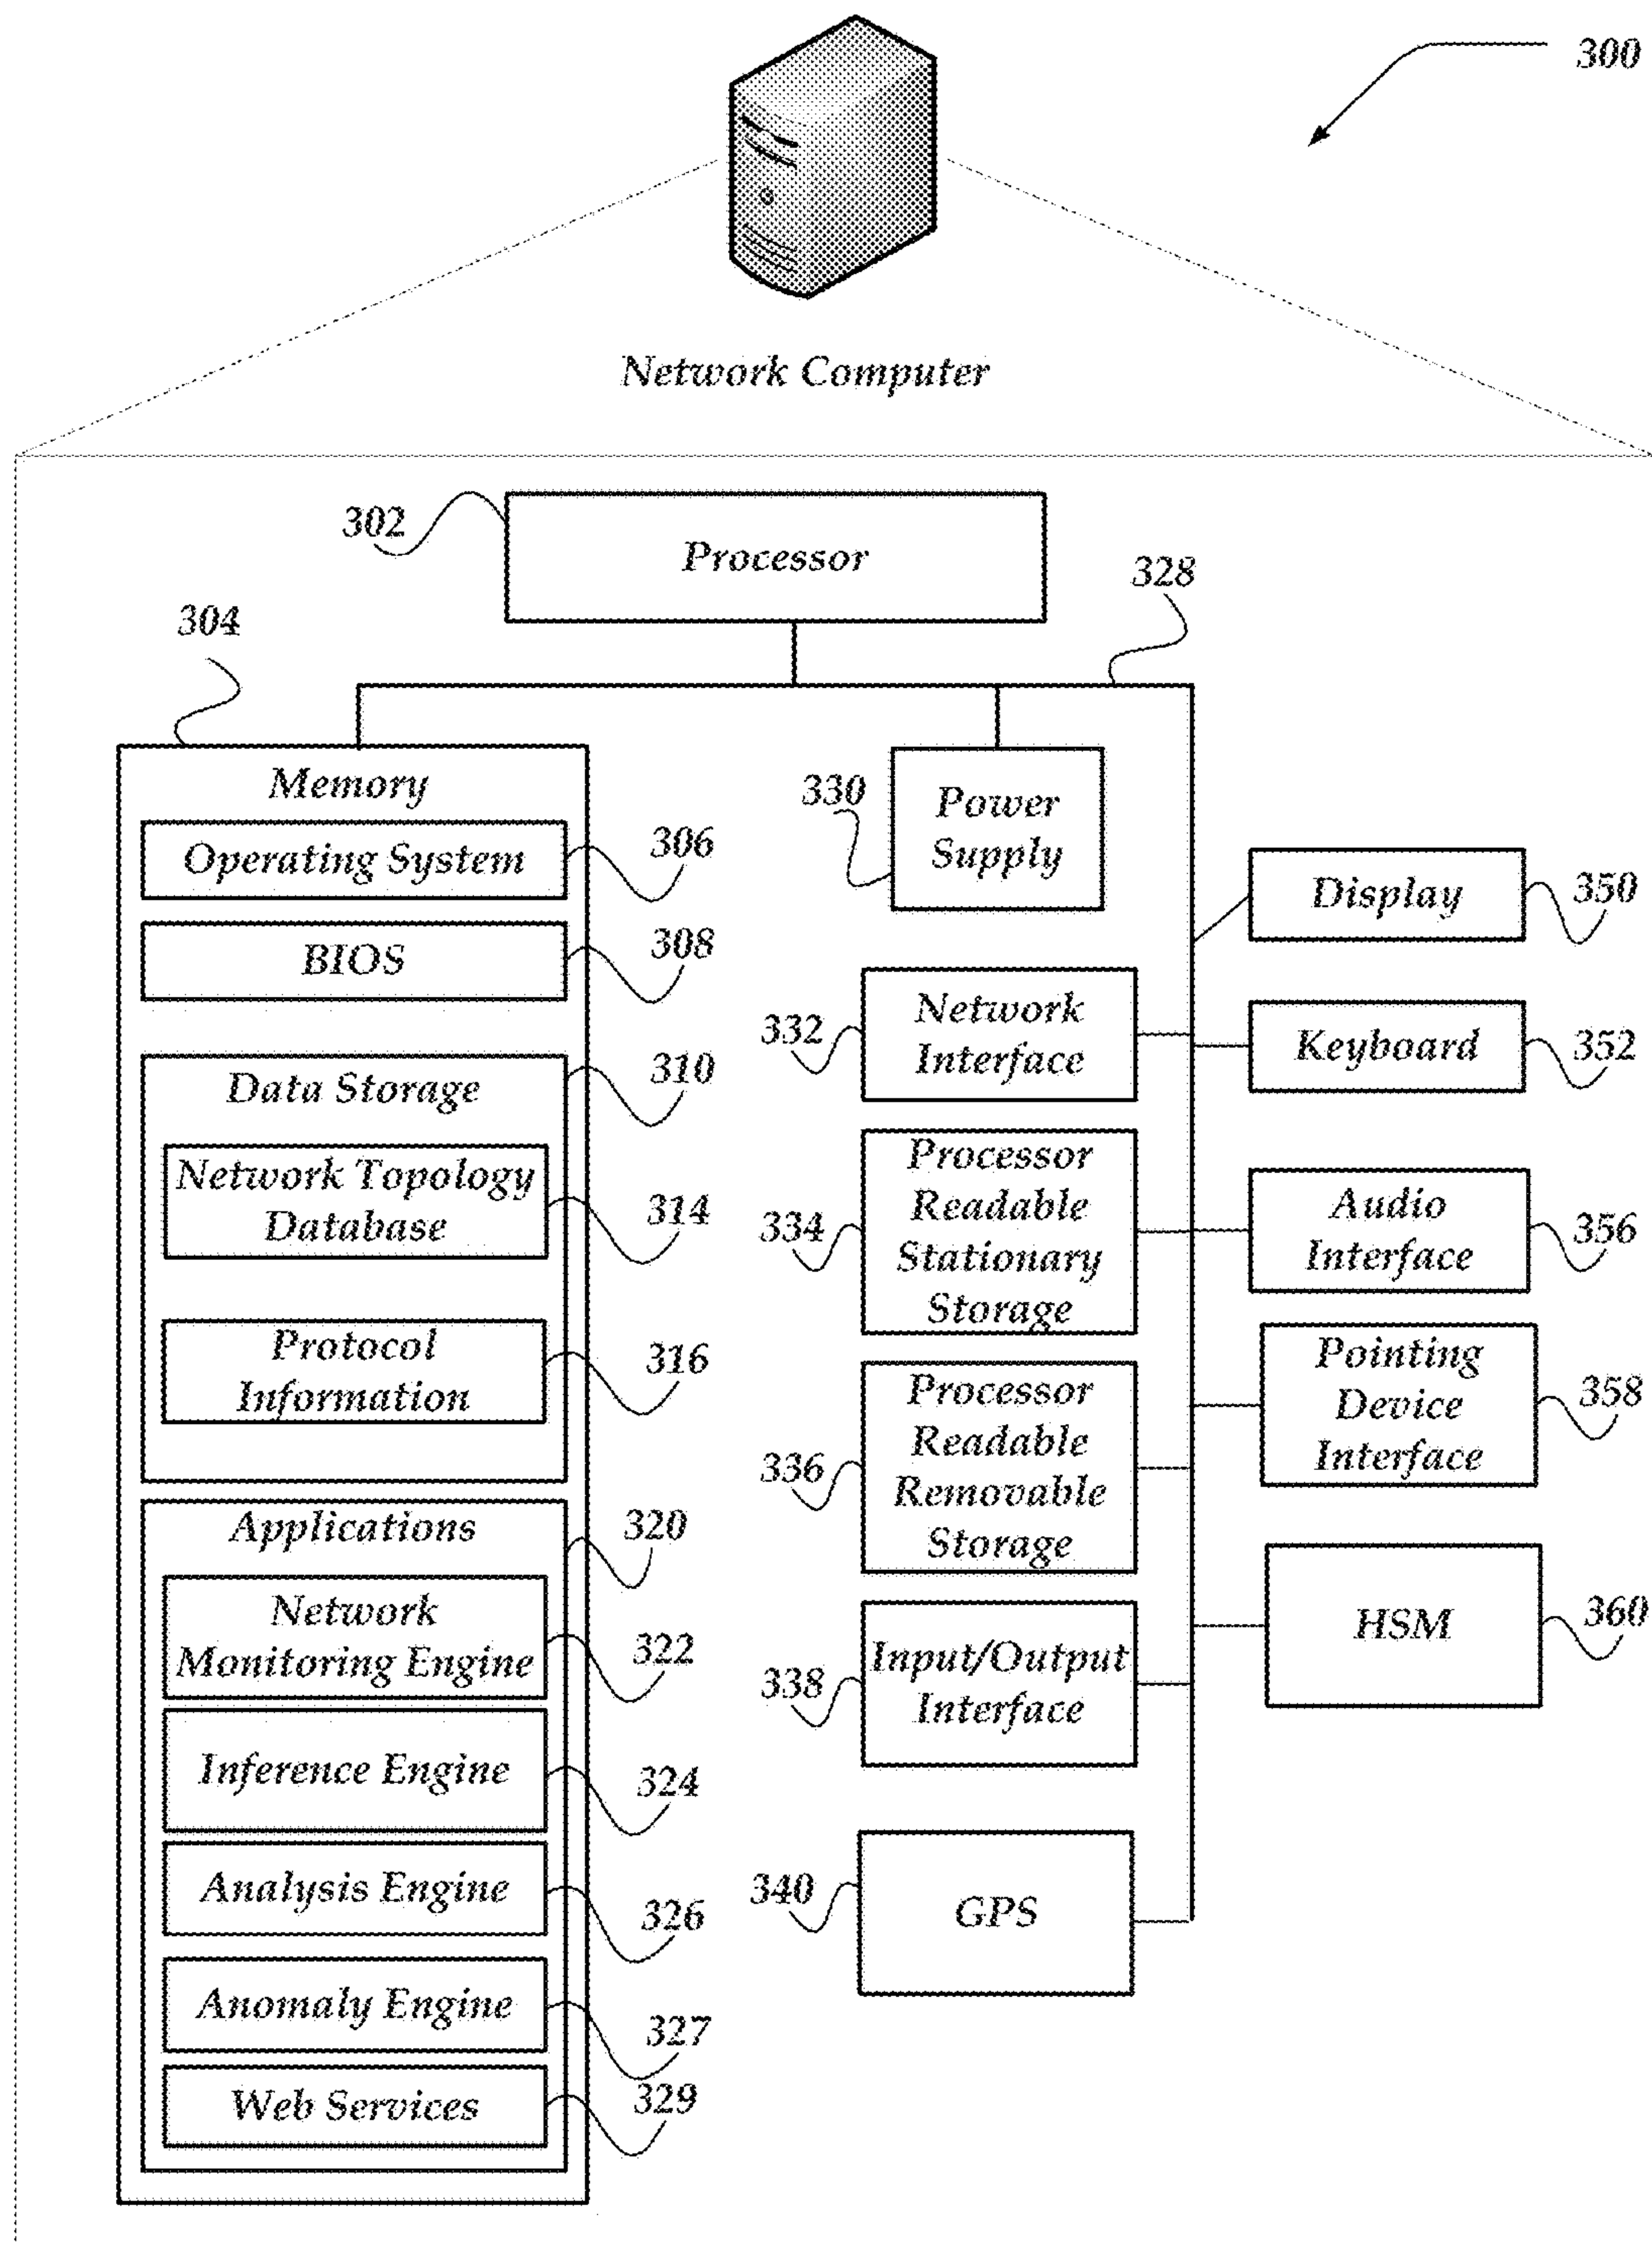 300
Network Computer
302
Processor
328
304
Memory
Operating System
306
BIOS
308
Data Storage
310
Network Topology
Database
314
Protocol
Information
316
Applications
320
Network
Monitoring Engine
322
Inference Engine
324
Analysis Engine
326
Anomaly Engine
327
Web Services
329
330
Power
Supply
332
Network
Interface
334
Processor
Readable
Stationary
Storage
336
Processor
Readable
Removable
Storage
338
Input/Output
Interface
340
GPS
Display
350
Keyboard
352
Audio
Interface
356
Pointing
Device
Interface
358
HSM
360